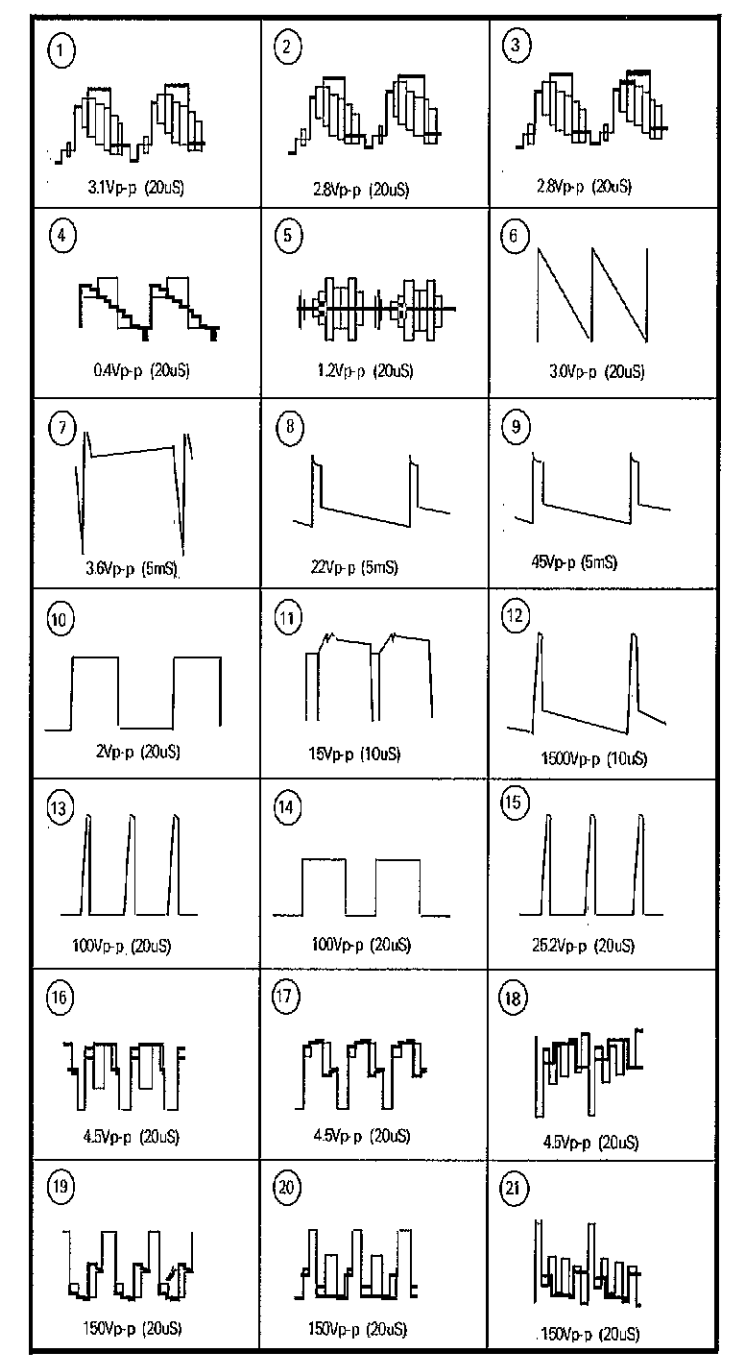 1 2 3
3.1Vp-p (20uS) 2.8Vp-p (20uS) 2.8Vp-p (20uS)
4 5 6
0.4Vp-p (20uS) 1.2Vp-p (20uS) 3.0Vp-p (20uS)
7 8 9
3.6Vp-p (5mS) 22Vp-p (5mS) 45Vp-p (5mS)
10 11 12
2Vp-p (20uS) 15Vp-p (10uS) 1500Vp-p (10uS)
13 14 15
100Vp-p (20uS) 100Vp-p (20uS) 25.2Vp-p (20uS)
16 17 18
4.5Vp-p (20uS) 4.5Vp-p (20uS) 4.5Vp-p (20uS)
19 20 21
150Vp-p (20uS) 150Vp-p (20uS) 150Vp-p (20uS)